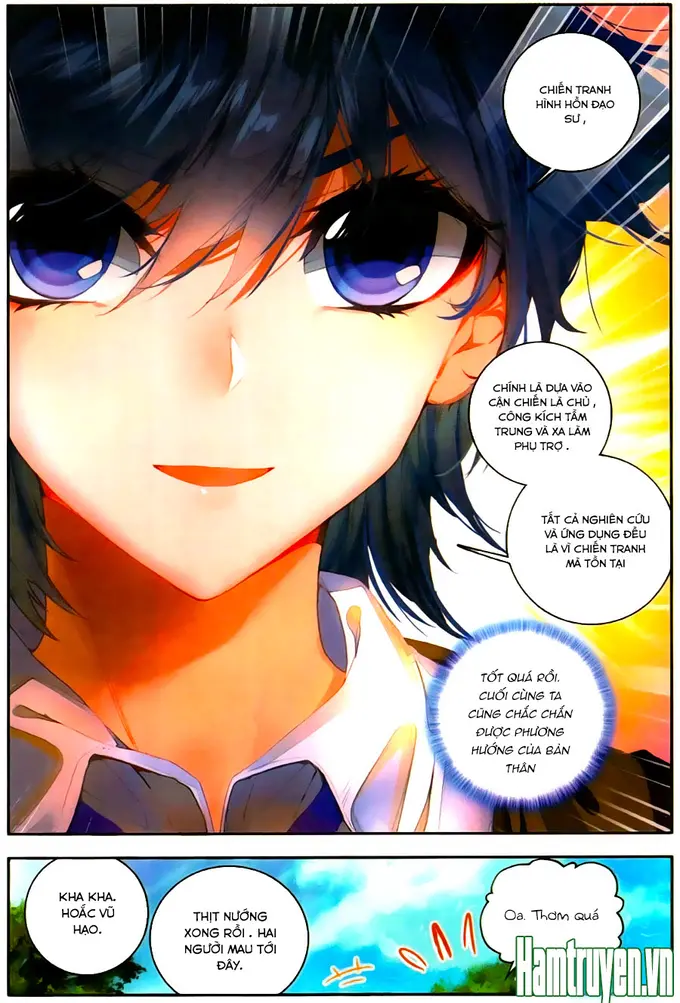 CHIẾN TRANH
HÌNH HỒN ĐẠO
SƯ ,
CHÍNH LÀ DỰA VÀO
CẬN CHIẾN LÀ CHỦ ,
CÔNG KÍCH TẦM
TRUNG VÀ XA LÀM
PHỤ TRỢ .
TẤT CẢ NGHIÊN CỨU
VÀ ỨNG DỤNG ĐỀU
LÀ VÌ CHIẾN TRANH
MÀ TỒN TẠI
TỐT QUÁ RỒI.
CUỐI CÙNG TA
CŨNG CHẮC CHẮN
ĐƯỢC PHƯƠNG
HƯỚNG CỦA BẢN
THÂN
KHA KHA.
HOẮC VŨ
HẠO.
THỊT NƯỚNG
XONG RỒI . HAI
NGƯỜI MAU TỚI
ĐÂY.
Oa. Thơm quá
Hamtruyen.vn
Hamtruyen.vn